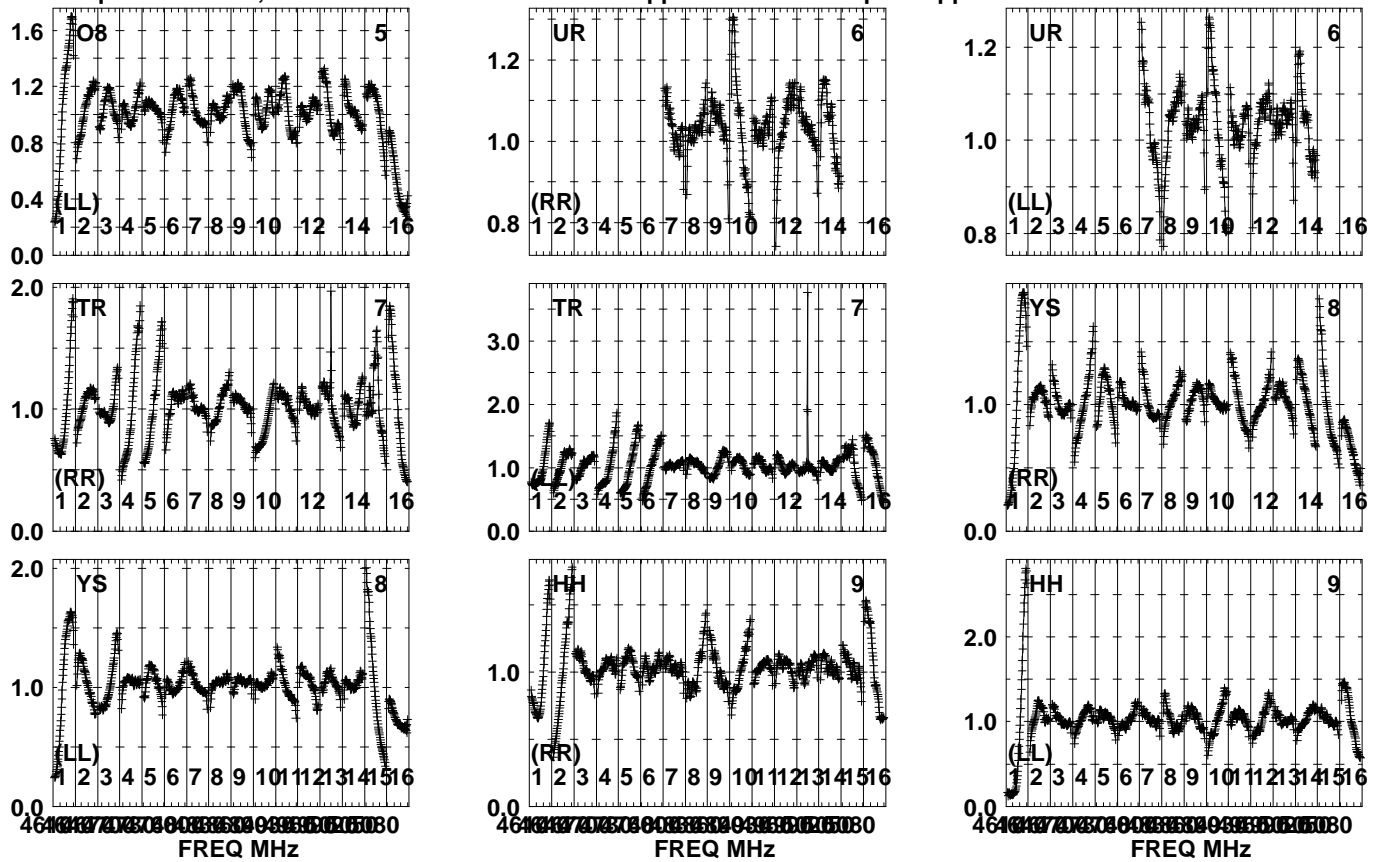 1.6 O8 5
1.2
0.8
0.4 (LL)
1 2 3 4 5 6 7 8 9 10 12 14 16
0.0
UR 6
1.2
1.0
(RR)
0.8 1 2 3 4 5 6 7 8 9 10 12 14 16
UR 6
1.2
1.0
(LL)
0.8 1 2 3 4 5 6 7 8 9 10 12 14 16
2.0 TR 7
1.0
(RR)
1 2 3 4 5 6 7 8 9 10 12 14 16
0.0
TR 7
3.0
2.0
1.0
(LL)
1 2 3 4 5 6 7 8 9 10 12 14 16
0.0
YS 8
1.0
(RR)
1 2 3 4 5 6 7 8 9 10 12 14 16
0.0
2.0 YS 8
1.0
(LL)
1 2 3 4 5 6 7 8 9 10 11 12 13 14 15 16
0.0
FREQ MHz
HH 9
1.0
(RR)
1 2 3 4 5 6 7 8 9 10 11 12 13 14 15 16
0.0
FREQ MHz
HH 9
2.0
1.0
(LL)
1 2 3 4 5 6 7 8 9 10 11 12 13 14 15 16
0.0
FREQ MHz